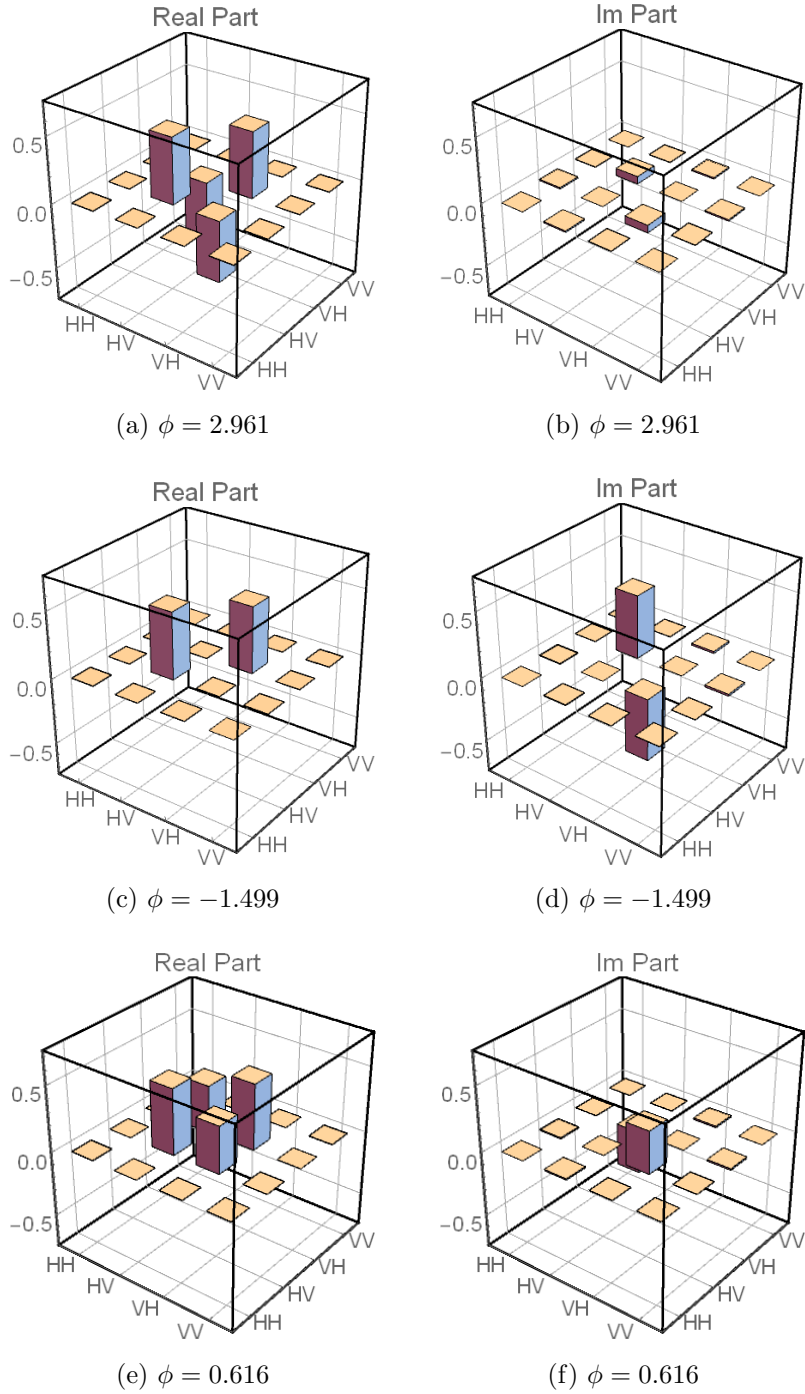 Real Part
0.5
0.0
−0.5
HH
HV
VH
VV
HH
HV
VH
VV
(a) ϕ = 2.961
Im Part
0.5
0.0
−0.5
HH
HV
VH
VV
HH
HV
VH
VV
(b) ϕ = 2.961
Real Part
0.5
0.0
−0.5
HH
HV
VH
VV
HH
HV
VH
VV
(c) ϕ = −1.499
Im Part
0.5
0.0
−0.5
HH
HV
VH
VV
HH
HV
VH
VV
(d) ϕ = −1.499
Real Part
0.5
0.0
−0.5
HH
HV
VH
VV
HH
HV
VH
VV
(e) ϕ = 0.616
Im Part
0.5
0.0
−0.5
HH
HV
VH
VV
HH
HV
VH
VV
(f) ϕ = 0.616